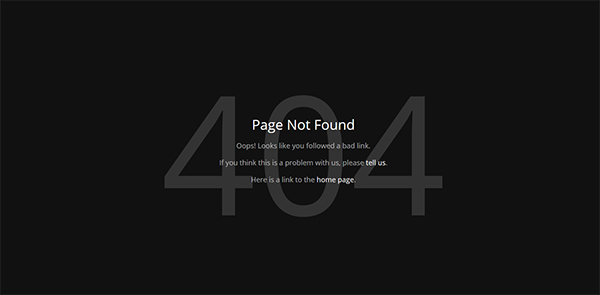 404
Page Not Found
Oops! Looks like you followed a bad link.
If you think this is a problem with us, please tell us.
Here is a link to the home page.